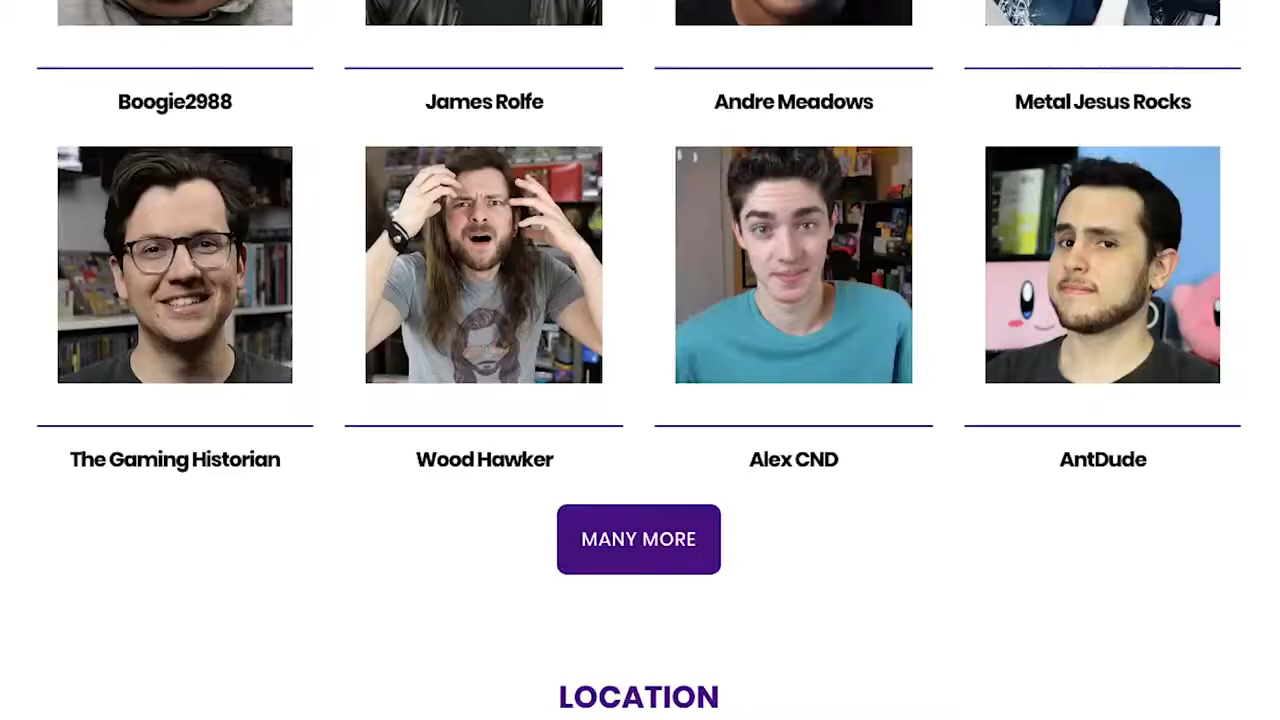 Boogie2988
James Rolfe
Andre Meadows
Metal Jesus Rocks
The Gaming Historian
Wood Hawker
Alex CND
AntDude
MANY MORE
LOCATION